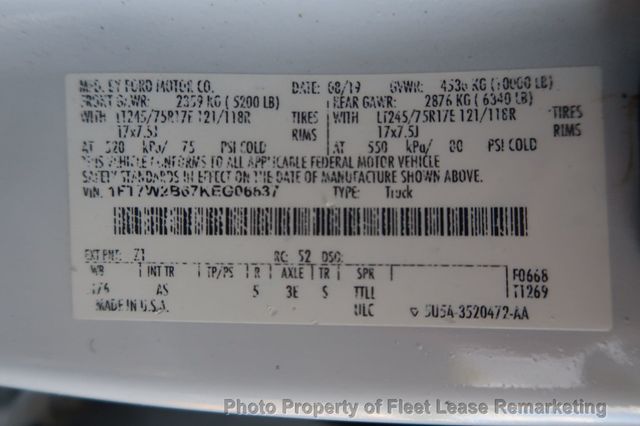 MFD. BY FORD MOTOR CO. DATE: 08/19 GVWR: 4536 KG (10000 LB)
FRONT GAWR: 2359 KG (5200 LB) REAR GAWR: 2876 KG (6340 LB)
WITH LT245/75R17E 121/118R TIRES WITH LT245/75R17E 121/118R TIRES
17x7.5J RIMS 17x7.5J RIMS
AT 520 kPa/ 75 PSI COLD AT 550 kPa/ 80 PSI COLD
THIS VEHICLE CONFORMS TO ALL APPLICABLE FEDERAL MOTOR VEHICLE
SAFETY STANDARDS IN EFFECT ON THE DATE OF MANUFACTURE SHOWN ABOVE.
VIN: 1FT7W2B67KEG06637 TYPE: Truck
EXT PNT: Z1 RC: 52 DSO:
WB INT TR TP/PS R AXLE TR SPR F0668
176 AS 5 3E S TTLL T1269
MADE IN U.S.A. ULC ▽ 5U5A-3520472-AA
Photo Property of Fleet Lease Remarketing